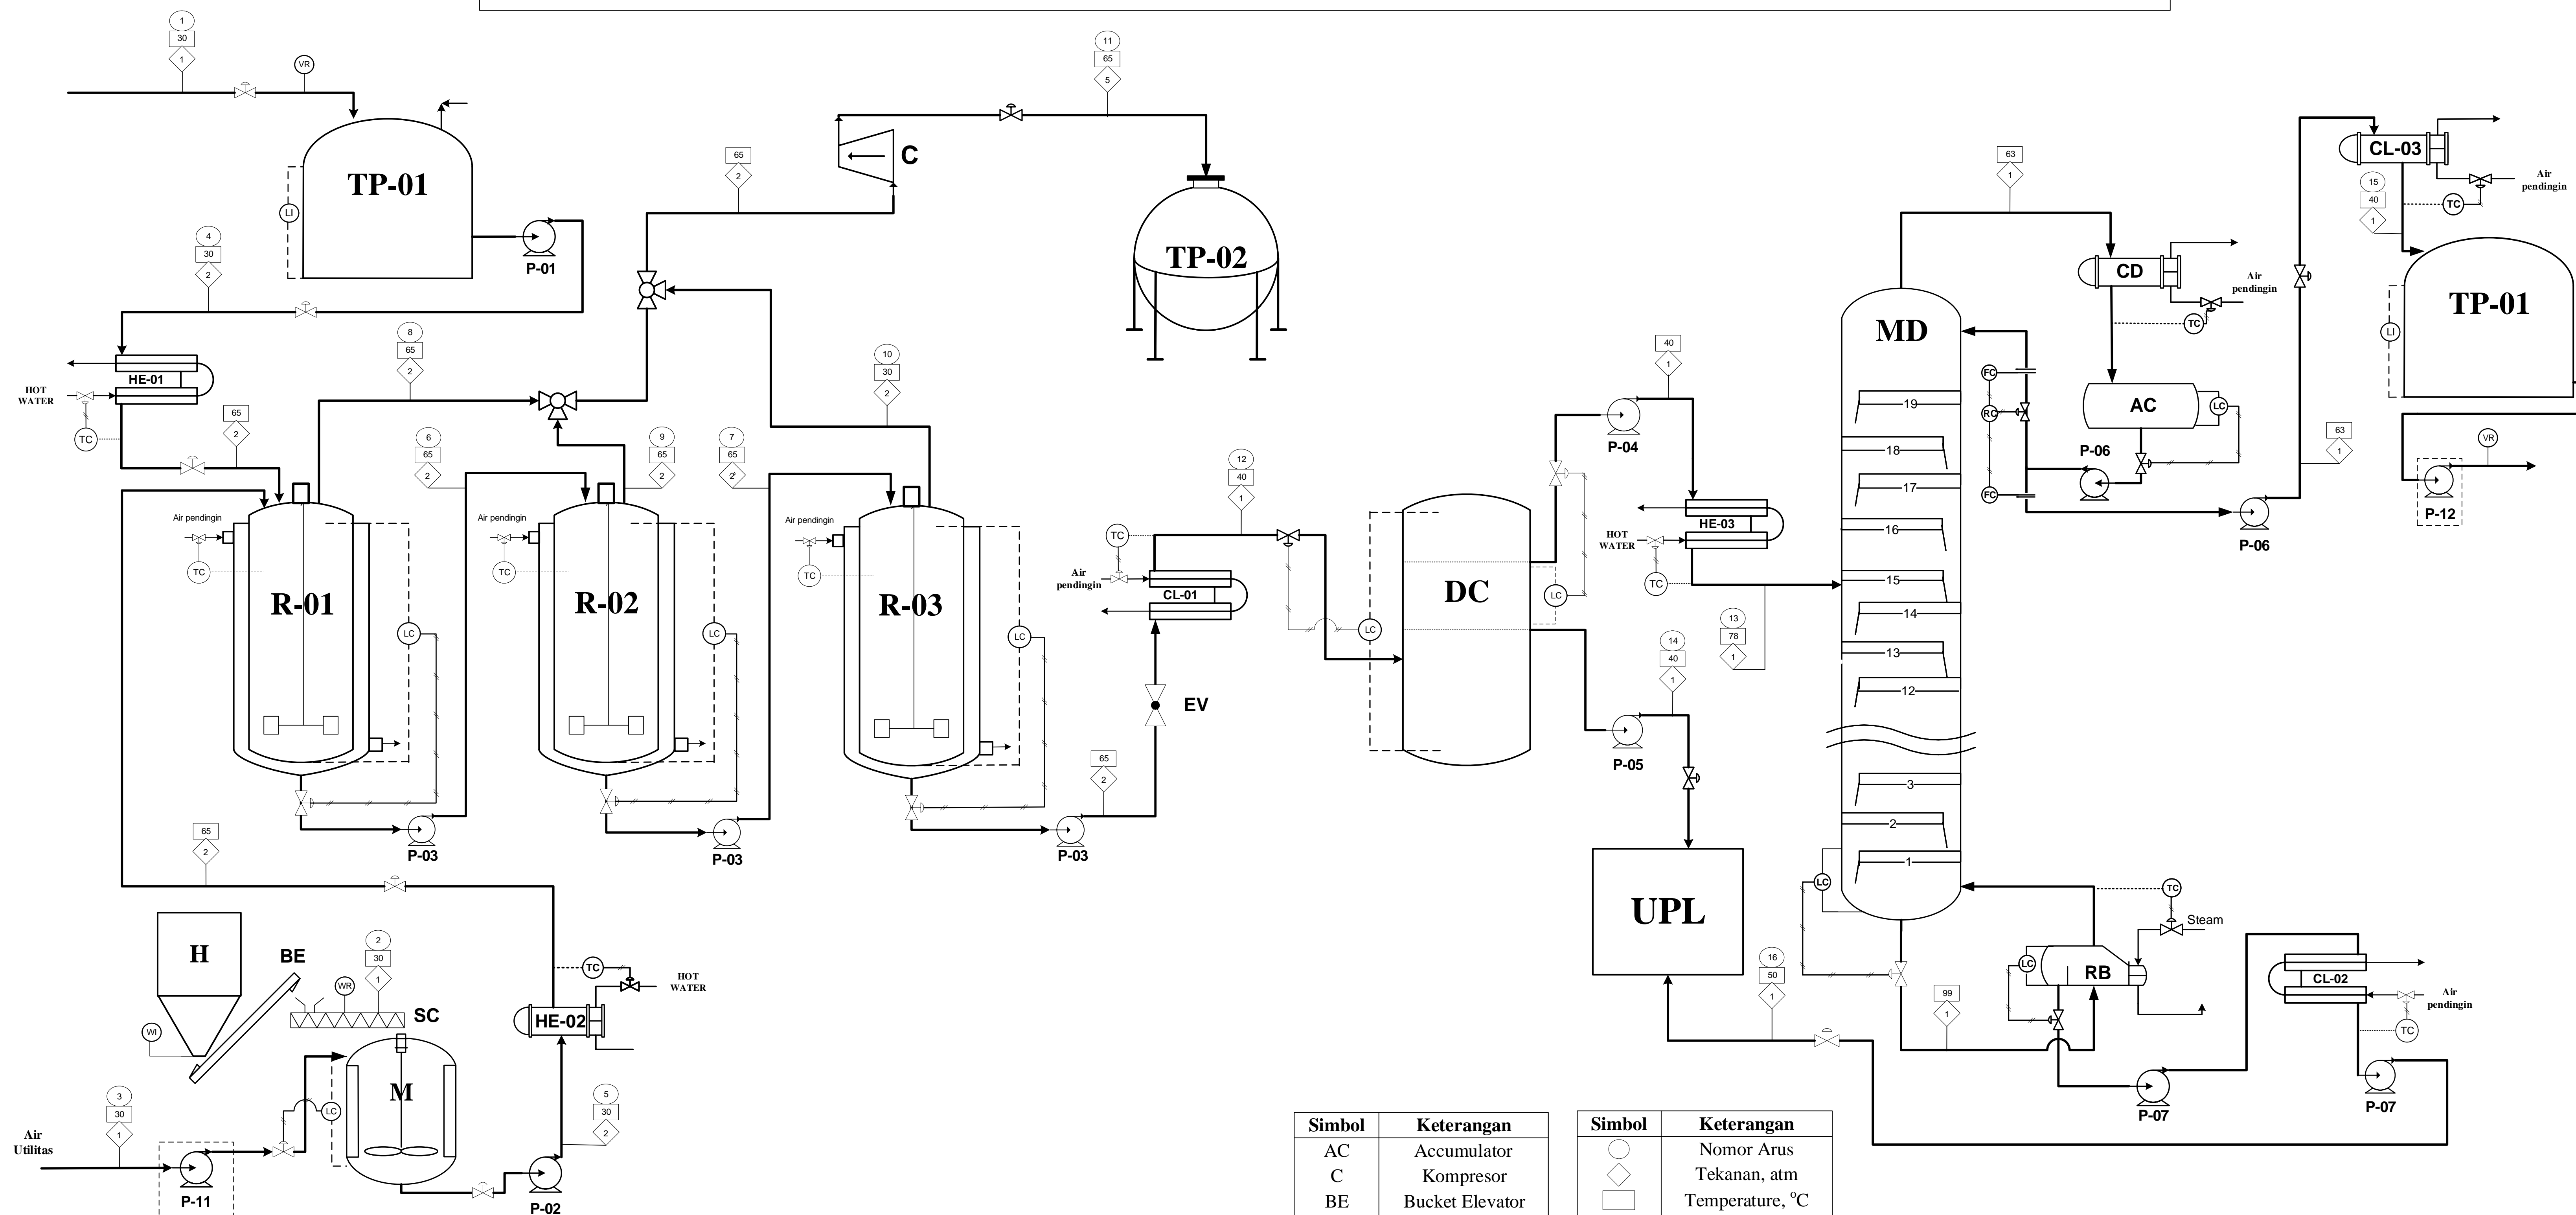 1
30
1
VR
TP-01
LI
P-01
4
30
2
HE-01
HOT
WATER
TC
65
2
8
65
2
65
2
C
11
65
5
TP-02
10
30
2
6
65
2
9
65
2
7
65
2'
Air pendingin
TC
R-01
LC
P-03
Air pendingin
TC
R-02
LC
P-03
Air pendingin
TC
R-03
LC
P-03
65
2
EV
Air
pendingin
TC
CL-01
12
40
1
LC
DC
LC
P-04
40
1
HE-03
HOT
WATER
TC
13
78
1
P-05
14
40
1
UPL
16
50
1
63
1
MD
19
18
17
16
15
14
13
12
3
2
1
LC
CD
Air
pendingin
TC
AC
LC
FC
RC
FC
P-06
P-06
63
1
CL-03
Air
pendingin
TC
15
40
1
TP-01
LI
VR
P-12
99
1
TC
Steam
LC
RB
P-07
CL-02
Air
pendingin
TC
P-07
65
2
H
WI
BE
WR
2
30
1
SC
M
LC
3
30
1
Air
Utilitas
P-11
P-02
5
30
2
HE-02
TC
HOT
WATER
Simbol Keterangan
AC Accumulator
C Kompresor
BE Bucket Elevator
Simbol Keterangan
Nomor Arus
Tekanan, atm
Temperature, °C